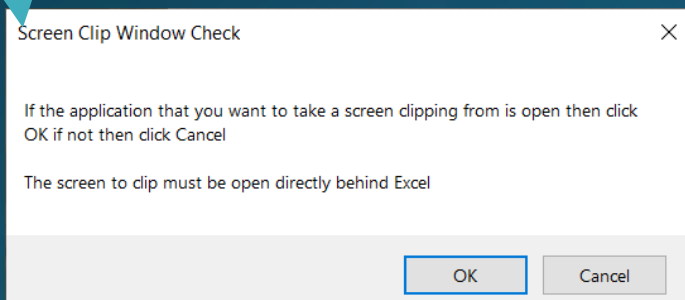 Screen Clip Window Check
If the application that you want to take a screen clipping from is open then click
OK if not then click Cancel
The screen to clip must be open directly behind Excel
OK
Cancel